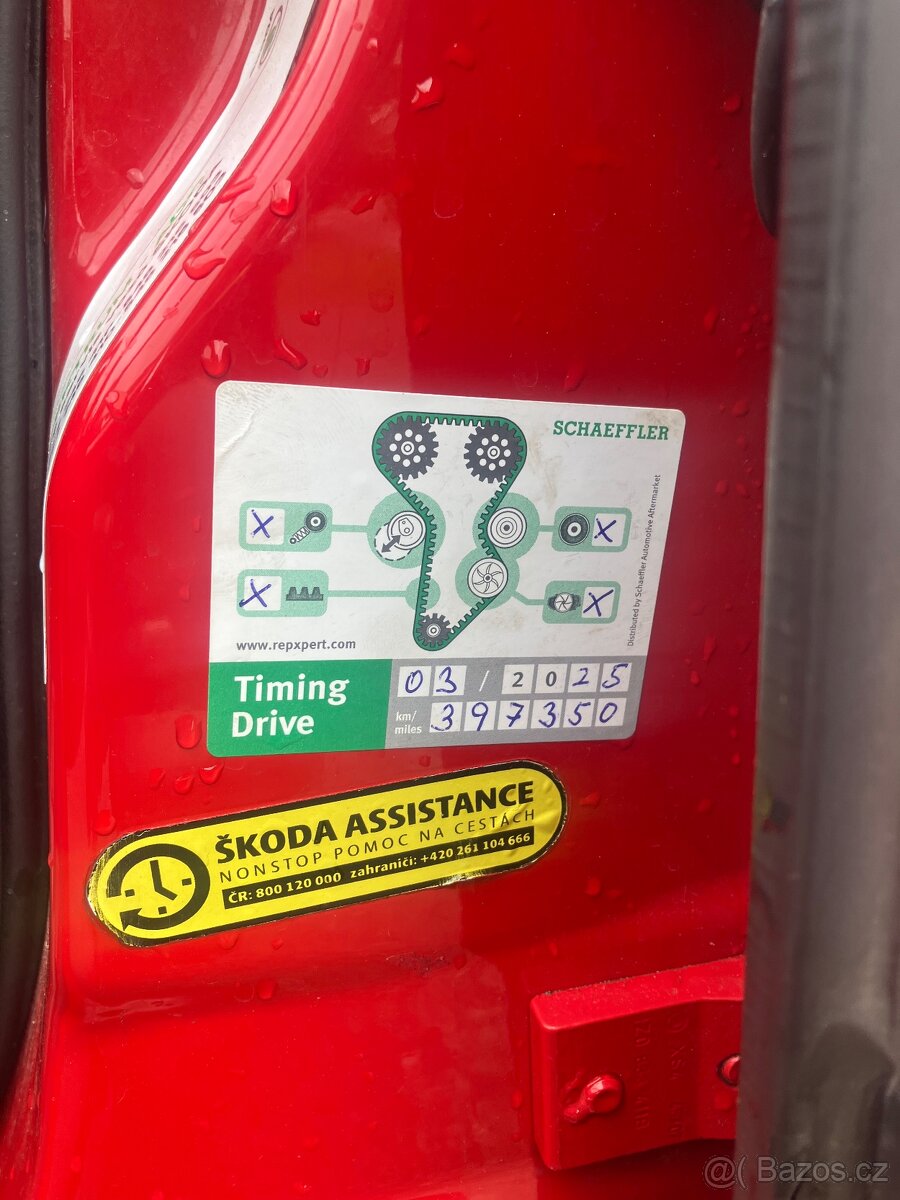 SCHAEFFLER
X
X
X
X
Distributed by Schaeffler Automotive Aftermarket
www.repxpert.com
Timing
Drive
03 / 2025
km/
miles
397350
ŠKODA ASSISTANCE
NONSTOP POMOC NA CESTÁCH
ČR: 800 120 000 zahraničí: +420 261 104 666
@( Bazos.cz